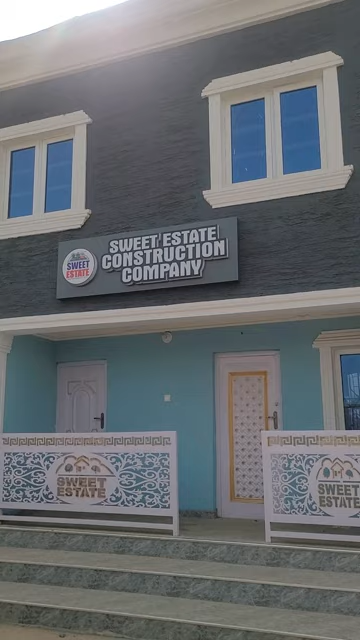 SWEET ESTATE
CONSTRUCTION
COMPANY
SWEET
ESTATE
SWEET
ESTATE
SWEET
ESTATE